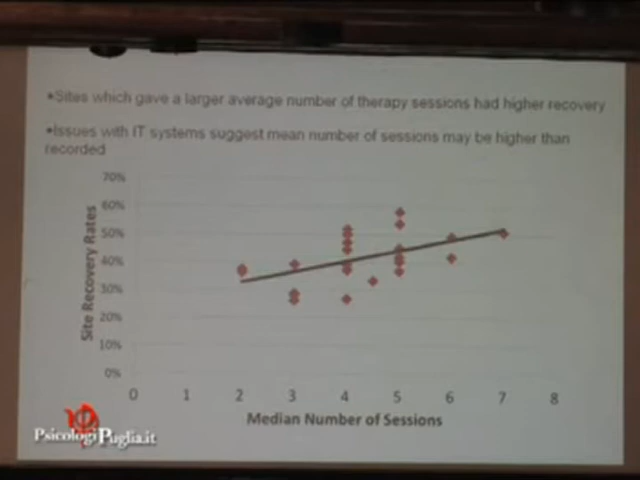 •Sites which gave a larger average number of therapy sessions had higher recovery
•Issues with IT systems suggest mean number of sessions may be higher than
recorded
70%
60%
50%
40%
30%
20%
10%
0%
Site Recovery Rates
0 1 2 3 4 5 6 7 8
Median Number of Sessions
PsicologiPuglia.it